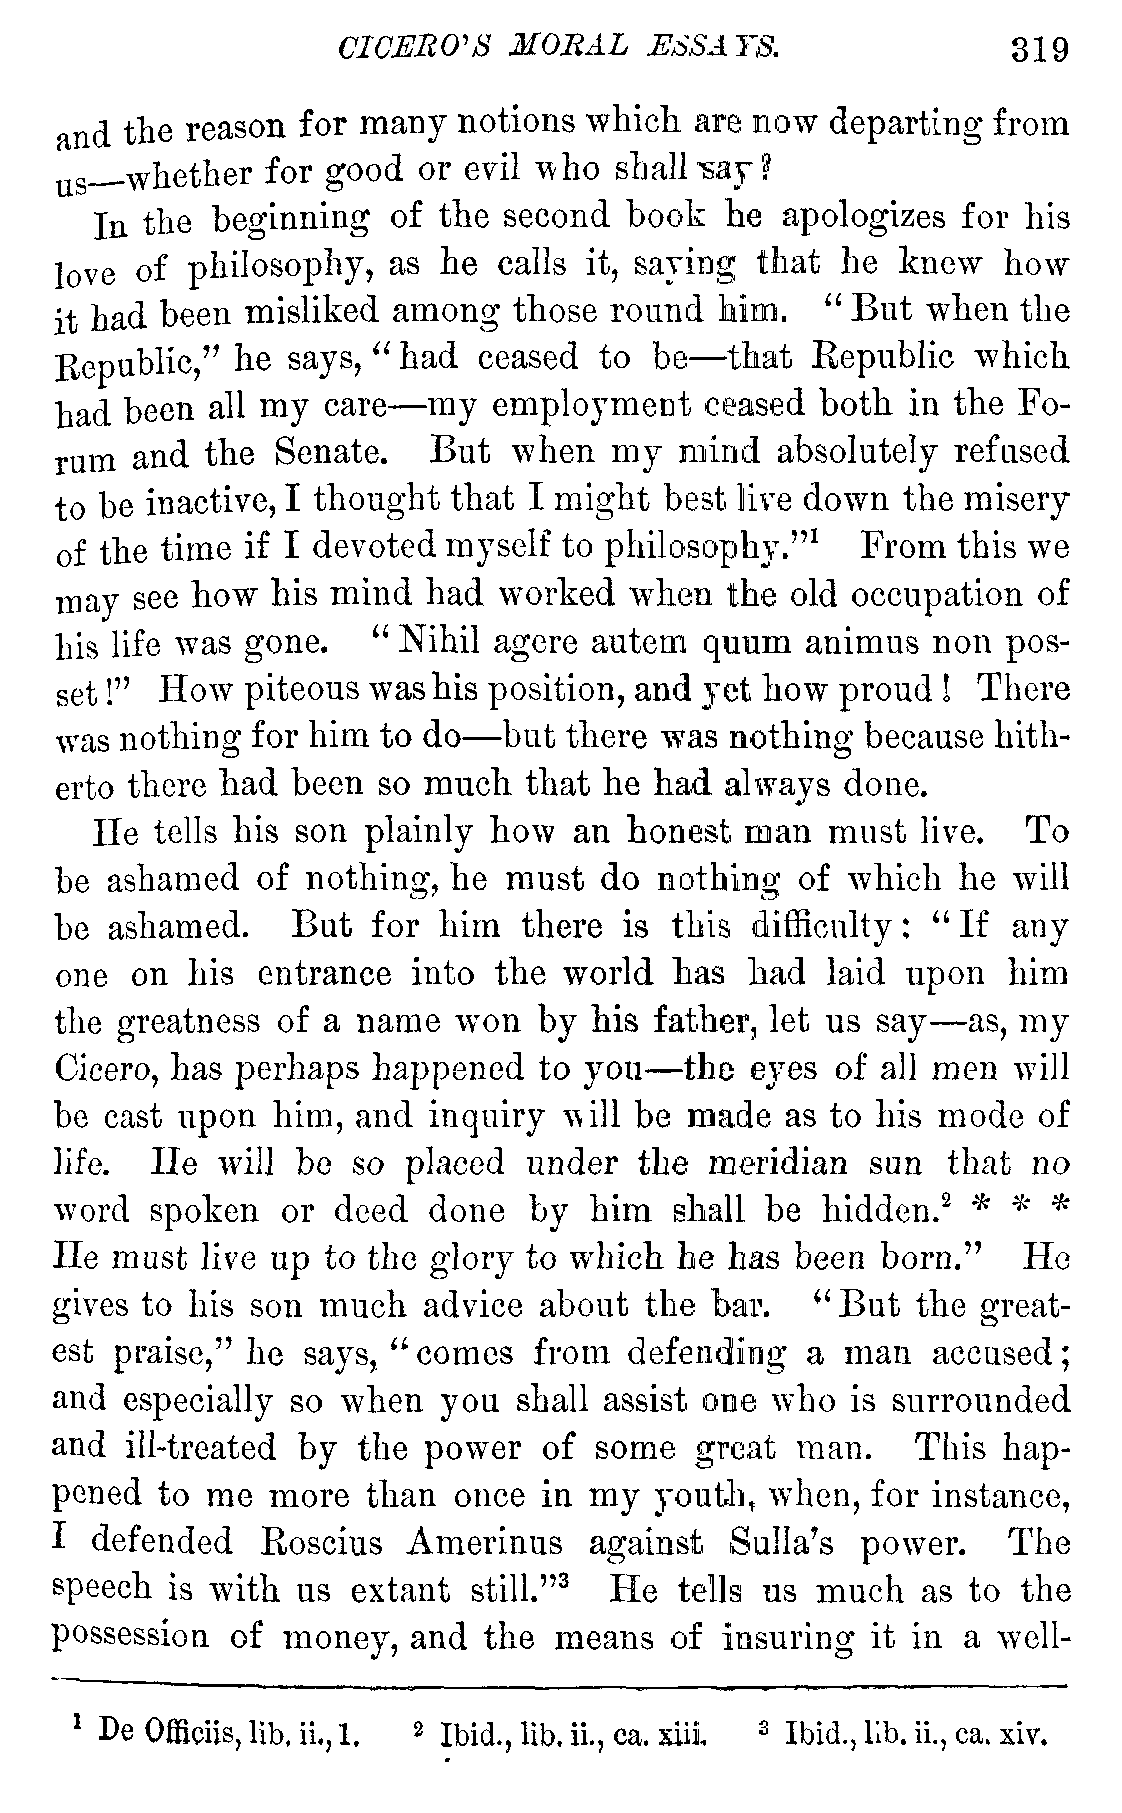 CICERO'S MORAL ESSAYS. 319
and the reason for many notions which are now departing from
us—whether for good or evil who shall say?
In the beginning of the second book he apologizes for his
love of philosophy, as he calls it, saying that he knew how
it had been misliked among those round him. "But when the
Republic," he says, "had ceased to be—that Republic which
had been all my care—my employment ceased both in the Fo-
rum and the Senate. But when my mind absolutely refused
to be inactive, I thought that I might best live down the misery
of the time if I devoted myself to philosophy."¹ From this we
may see how his mind had worked when the old occupation of
his life was gone. "Nihil agere autem quum animus non pos-
set!" How piteous was his position, and yet how proud! There
was nothing for him to do—but there was nothing because hith-
erto there had been so much that he had always done.
He tells his son plainly how an honest man must live. To
be ashamed of nothing, he must do nothing of which he will
be ashamed. But for him there is this difficulty: "If any
one on his entrance into the world has had laid upon him
the greatness of a name won by his father, let us say—as, my
Cicero, has perhaps happened to you—the eyes of all men will
be cast upon him, and inquiry will be made as to his mode of
life. He will be so placed under the meridian sun that no
word spoken or deed done by him shall be hidden.² * * *
He must live up to the glory to which he has been born." He
gives to his son much advice about the bar. "But the great-
est praise," he says, "comes from defending a man accused;
and especially so when you shall assist one who is surrounded
and ill-treated by the power of some great man. This hap-
pened to me more than once in my youth, when, for instance,
I defended Roscius Amerinus against Sulla's power. The
speech is with us extant still."³ He tells us much as to the
possession of money, and the means of insuring it in a well-
¹ De Officiis, lib. ii., 1. ² Ibid., lib. ii., ca. xiii. ³ Ibid., lib. ii., ca. xiv.